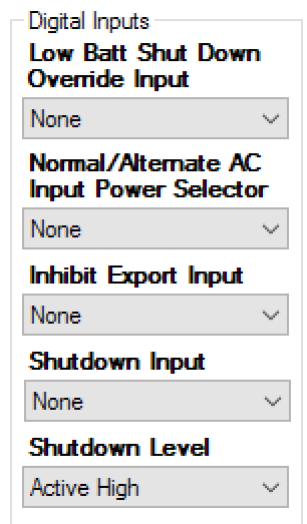 Digital Inputs
Low Batt Shut Down
Override Input
None
Normal/Alternate AC
Input Power Selector
None
Inhibit Export Input
None
Shutdown Input
None
Shutdown Level
Active High